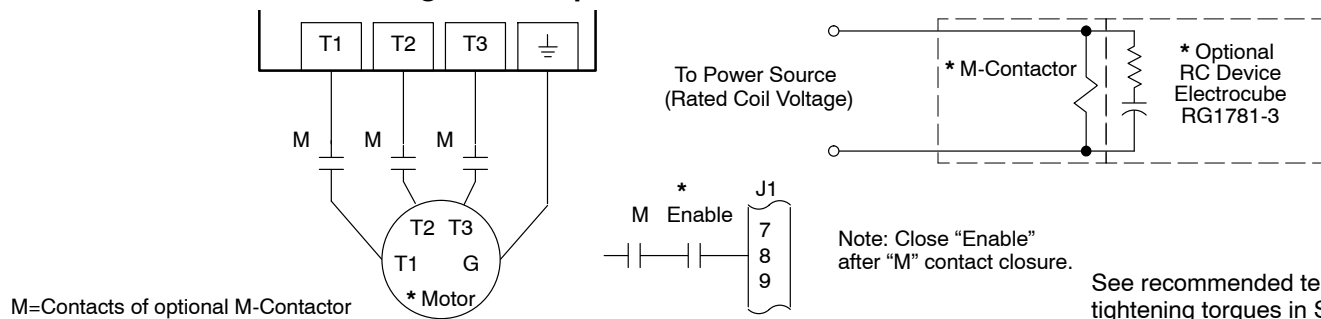 T1 T2 T3
M M M
T2 T3
T1 G
* Motor
M=Contacts of optional M-Contactor
To Power Source
(Rated Coil Voltage)
* M-Contactor
* Optional
RC Device
Electrocube
RG1781-3
*
M Enable
J1
7
8
9
Note: Close “Enable”
after “M” contact closure.
See recommended
tightening torques in